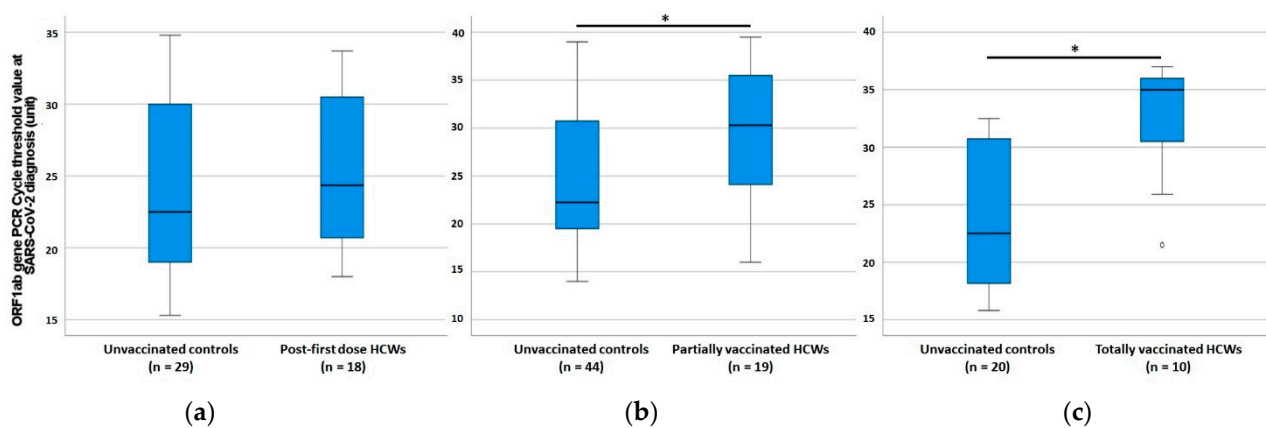 ORF1ab gene PCR Cycle threshold value at
SARS-CoV-2 diagnosis (unit)
35
30
25
20
15
Unvaccinated controls
(n = 29)
Post-first dose HCWs
(n = 18)
(a)
*
40
35
30
25
20
15
10
Unvaccinated controls
(n = 44)
Partially vaccinated HCWs
(n = 19)
(b)
*
40
35
30
25
20
15
Unvaccinated controls
(n = 20)
Totally vaccinated HCWs
(n = 10)
(c)